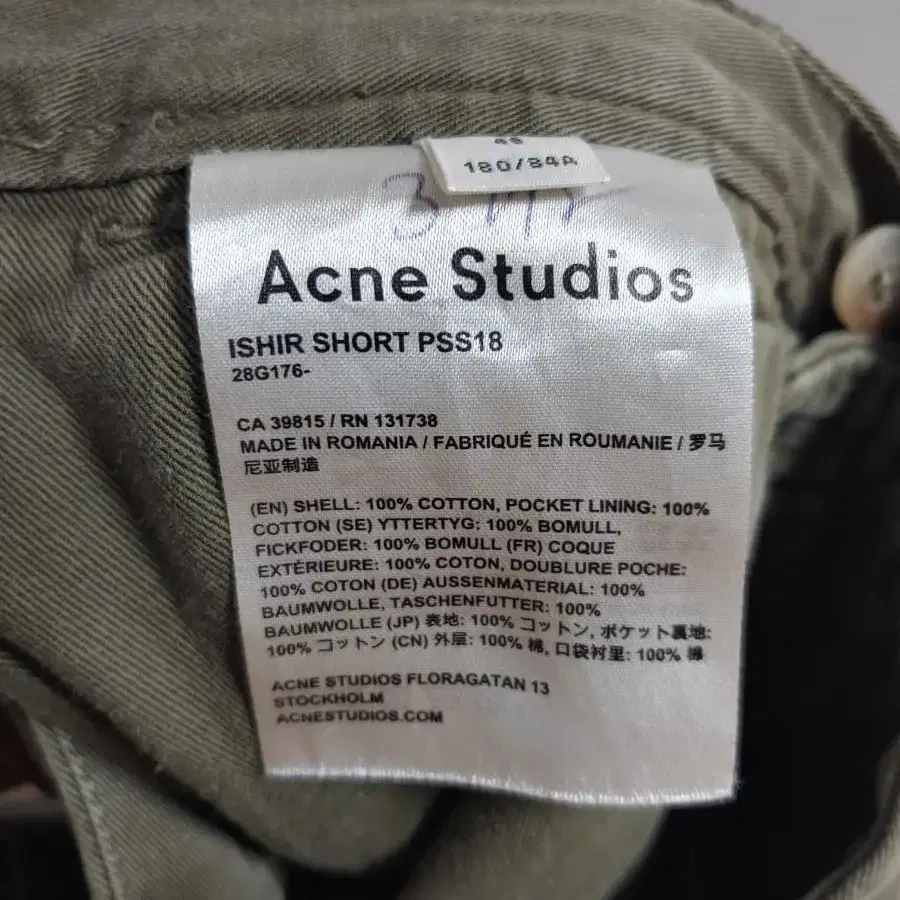 180/84A
Acne Studios
ISHIR SHORT PSS18
28G176-
CA 39815 / RN 131738
MADE IN ROMANIA / FABRIQUÉ EN ROUMANIE / 罗马
尼亚制造
(EN) SHELL: 100% COTTON, POCKET LINING: 100%
COTTON (SE) YTTERTYG: 100% BOMULL,
FICKFODER: 100% BOMULL (FR) COQUE
EXTÉRIEURE: 100% COTON, DOUBLURE POCHE:
100% COTON (DE) AUSSENMATERIAL: 100%
BAUMWOLLE, TASCHENFUTTER: 100%
BAUMWOLLE (JP) 表地: 100% コットン, ポケット裏地:
100% コットン (CN) 外层: 100% 棉, 口袋衬里: 100% 棉
ACNE STUDIOS FLORAGATAN 13
STOCKHOLM
ACNESTUDIOS.COM